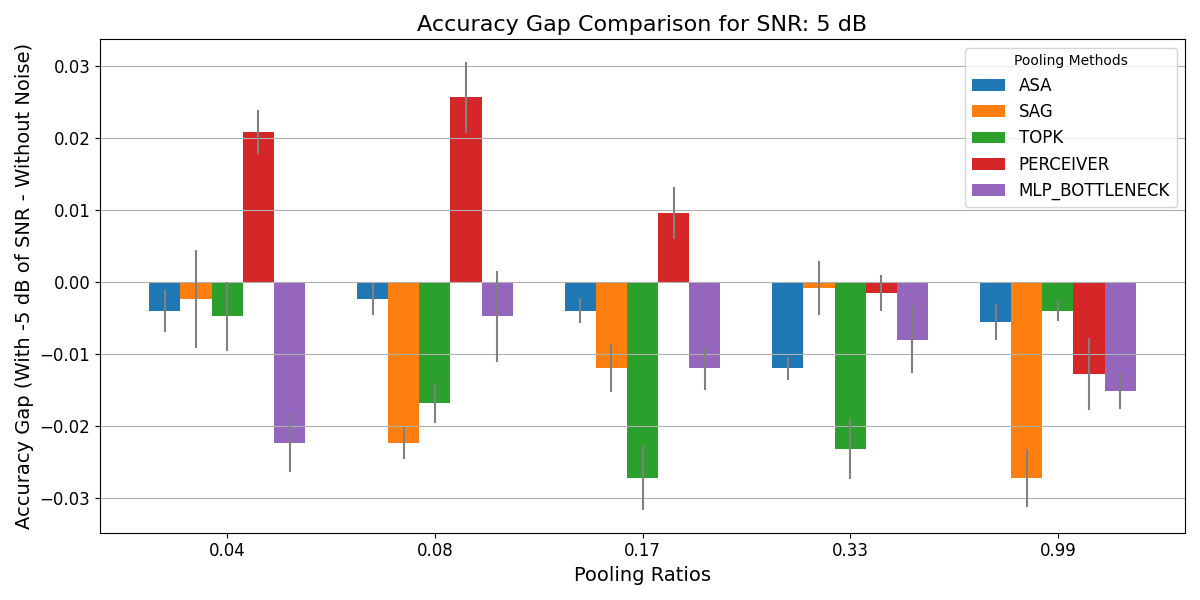 Accuracy Gap Comparison for SNR: 5 dB
Accuracy Gap (With -5 dB of SNR - Without Noise)
0.03
0.02
0.01
0.00
−0.01
−0.02
−0.03
Pooling Methods
ASA
SAG
TOPK
PERCEIVER
MLP_BOTTLENECK
0.04 0.08 0.17 0.33 0.99
Pooling Ratios